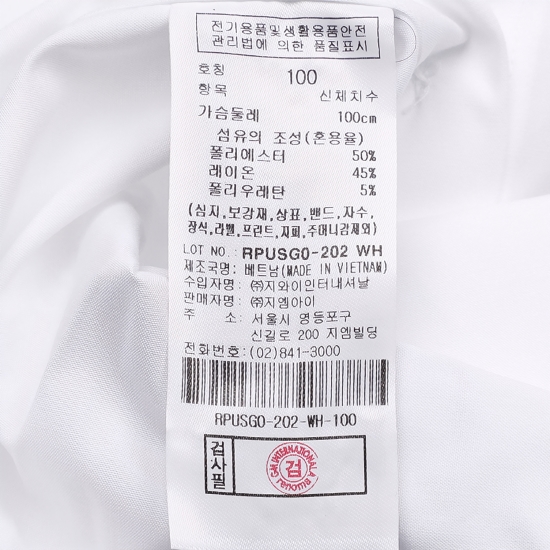 전기용품및생활용품안전
관리법에 의한 품질표시
호칭 100
항목 신체치수
가슴둘레 100cm
섬유의 조성(혼용율)
폴리에스터 50%
레이온 45%
폴리우레탄 5%
(심지,보강재,상표,밴드,자수,
장식,라벨,프린트,지퍼,주머니감제외)
LOT NO.: RPUSG0-202 WH
제조국명: 베트남(MADE IN VIETNAM)
수입자명: ㈜지와이인터내셔날
판매자명: ㈜지엠아이
주 소: 서울시 영등포구
신길로 200 지엠빌딩
전화번호: (02)841-3000
RPUSG0-202-WH-100
검사필
GM INTERNATIONAL
검
renoma